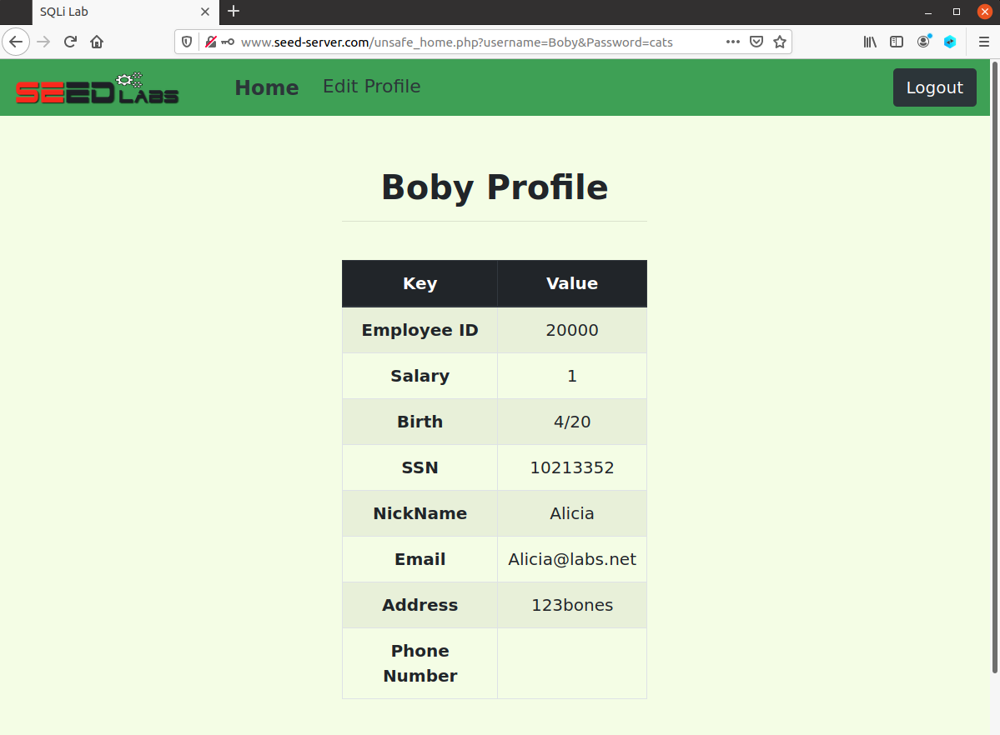 SQLi Lab
www.seed-server.com/unsafe_home.php?username=Boby&Password=cats
SEED LABS
Home
Edit Profile
Logout
Boby Profile
Key Value
Employee ID 20000
Salary 1
Birth 4/20
SSN 10213352
NickName Alicia
Email Alicia@labs.net
Address 123bones
Phone
Number